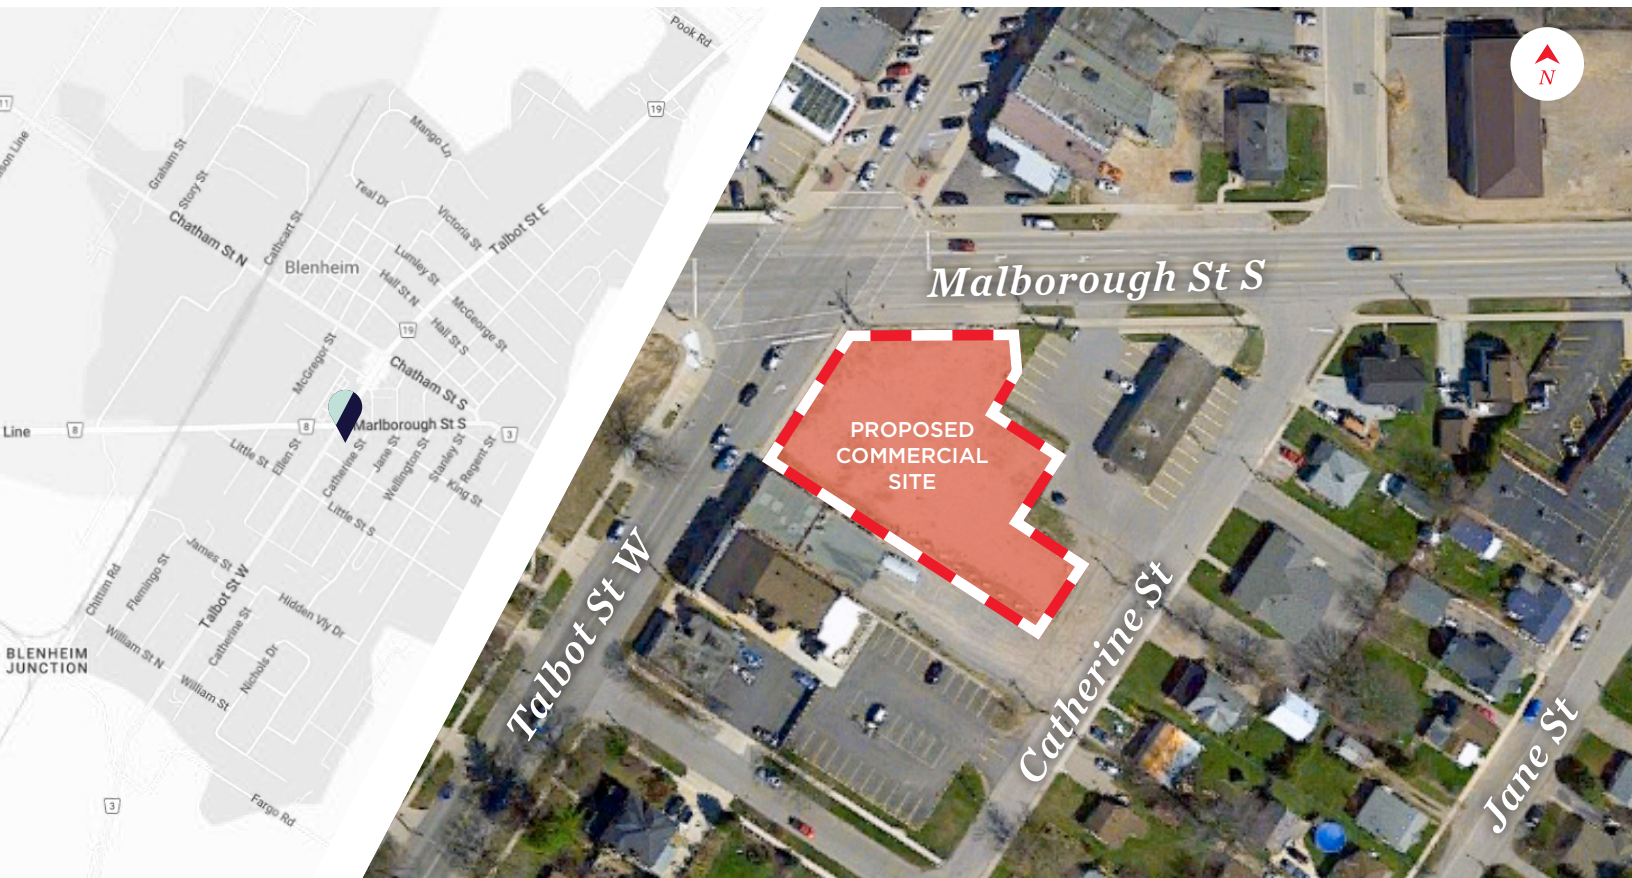 Pook Rd
11
19
son Line
Graham St
Story St
Mango Ln
Teal Dr
Victoria St
Talbot St E
Chatham St N
Cathcart St
Blenheim
Lumley St
Hall St N
McGeorge St
19
Hall St S
McGregor St
Chatham St S
Line
8
8
Marlborough St S
3
Little St
Ellen St
Catherine St
Jane St
Wellington St
Stanley St
Regent St
King St
Little St S
James St
Flemingo St
Chittim Rd
Talbot St W
Hidden Vly Dr
Catherine St
William St N
Nichols Dr
William St
BLENHEIM
JUNCTION
3
Fargo Rd
N
Malborough St S
PROPOSED
COMMERCIAL
SITE
Talbot St W
Catherine St
Jane St